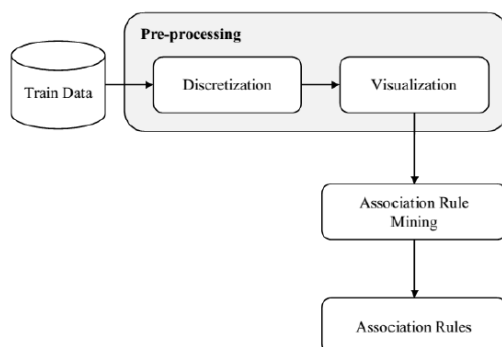 Pre-processing
Train Data
Discretization
Visualization
Association Rule
Mining
Association Rules